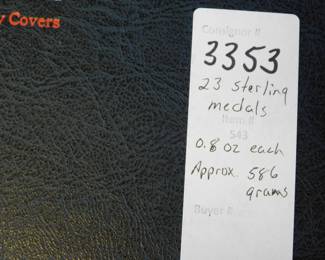 y Covers
Consignor #
3353
23 sterling
medals
Item #
543
0.8 oz each
Approx. 586
grams
Buyer #